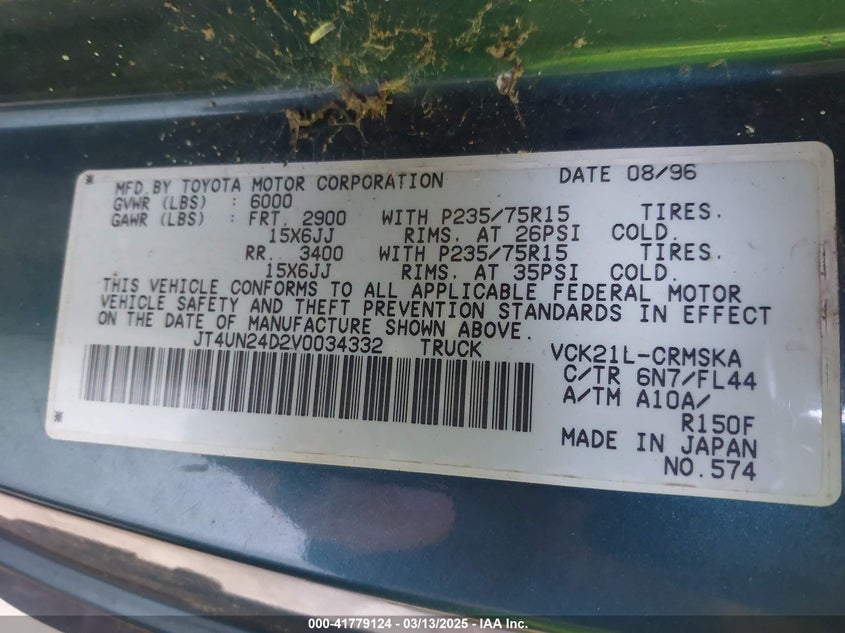 MFD.BY TOYOTA MOTOR CORPORATION DATE 08/96
GVWR (LBS) : 6000
GAWR (LBS) : FRT. 2900 WITH P235/75R15 TIRES.
15X6JJ RIMS. AT 26PSI COLD.
RR. 3400 WITH P235/75R15 TIRES.
15X6JJ RIMS. AT 35PSI COLD.
THIS VEHICLE CONFORMS TO ALL APPLICABLE FEDERAL MOTOR
VEHICLE SAFETY AND THEFT PREVENTION STANDARDS IN EFFECT
ON THE DATE OF MANUFACTURE SHOWN ABOVE.
JT4UN24D2V0034332 TRUCK VCK21L-CRMSKA
C/TR 6N7/FL44
A/TM A10A/
R150F
MADE IN JAPAN
NO.574
000-41779124 - 03/13/2025 - IAAI, Inc.